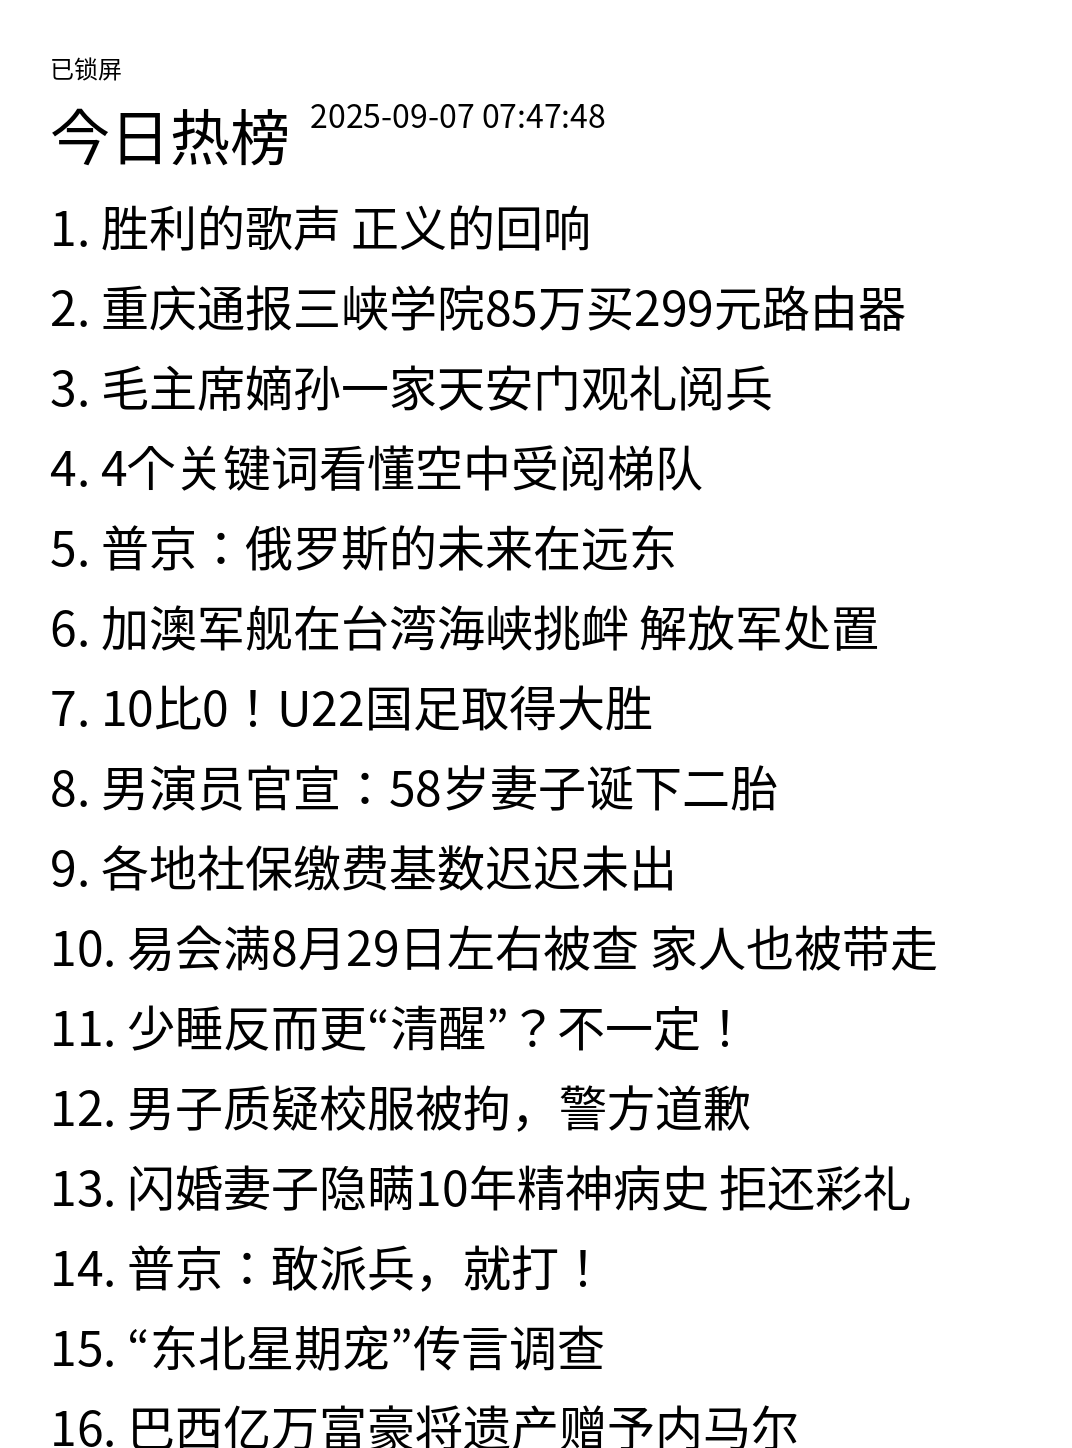 已锁屏
今日热榜 2025-09-07 07:47:48
1. 胜利的歌声 正义的回响
2. 重庆通报三峡学院85万买299元路由器
3. 毛主席嫡孙一家天安门观礼阅兵
4. 4个关键词看懂空中受阅梯队
5. 普京：俄罗斯的未来在远东
6. 加澳军舰在台湾海峡挑衅 解放军处置
7. 10比0！U22国足取得大胜
8. 男演员官宣：58岁妻子诞下二胎
9. 各地社保缴费基数迟迟未出
10. 易会满8月29日左右被查 家人也被带走
11. 少睡反而更“清醒”？不一定！
12. 男子质疑校服被拘，警方道歉
13. 闪婚妻子隐瞒10年精神病史 拒还彩礼
14. 普京：敢派兵，就打！
15. “东北星期宠”传言调查
16. 巴西亿万富豪将遗产赠予内马尔